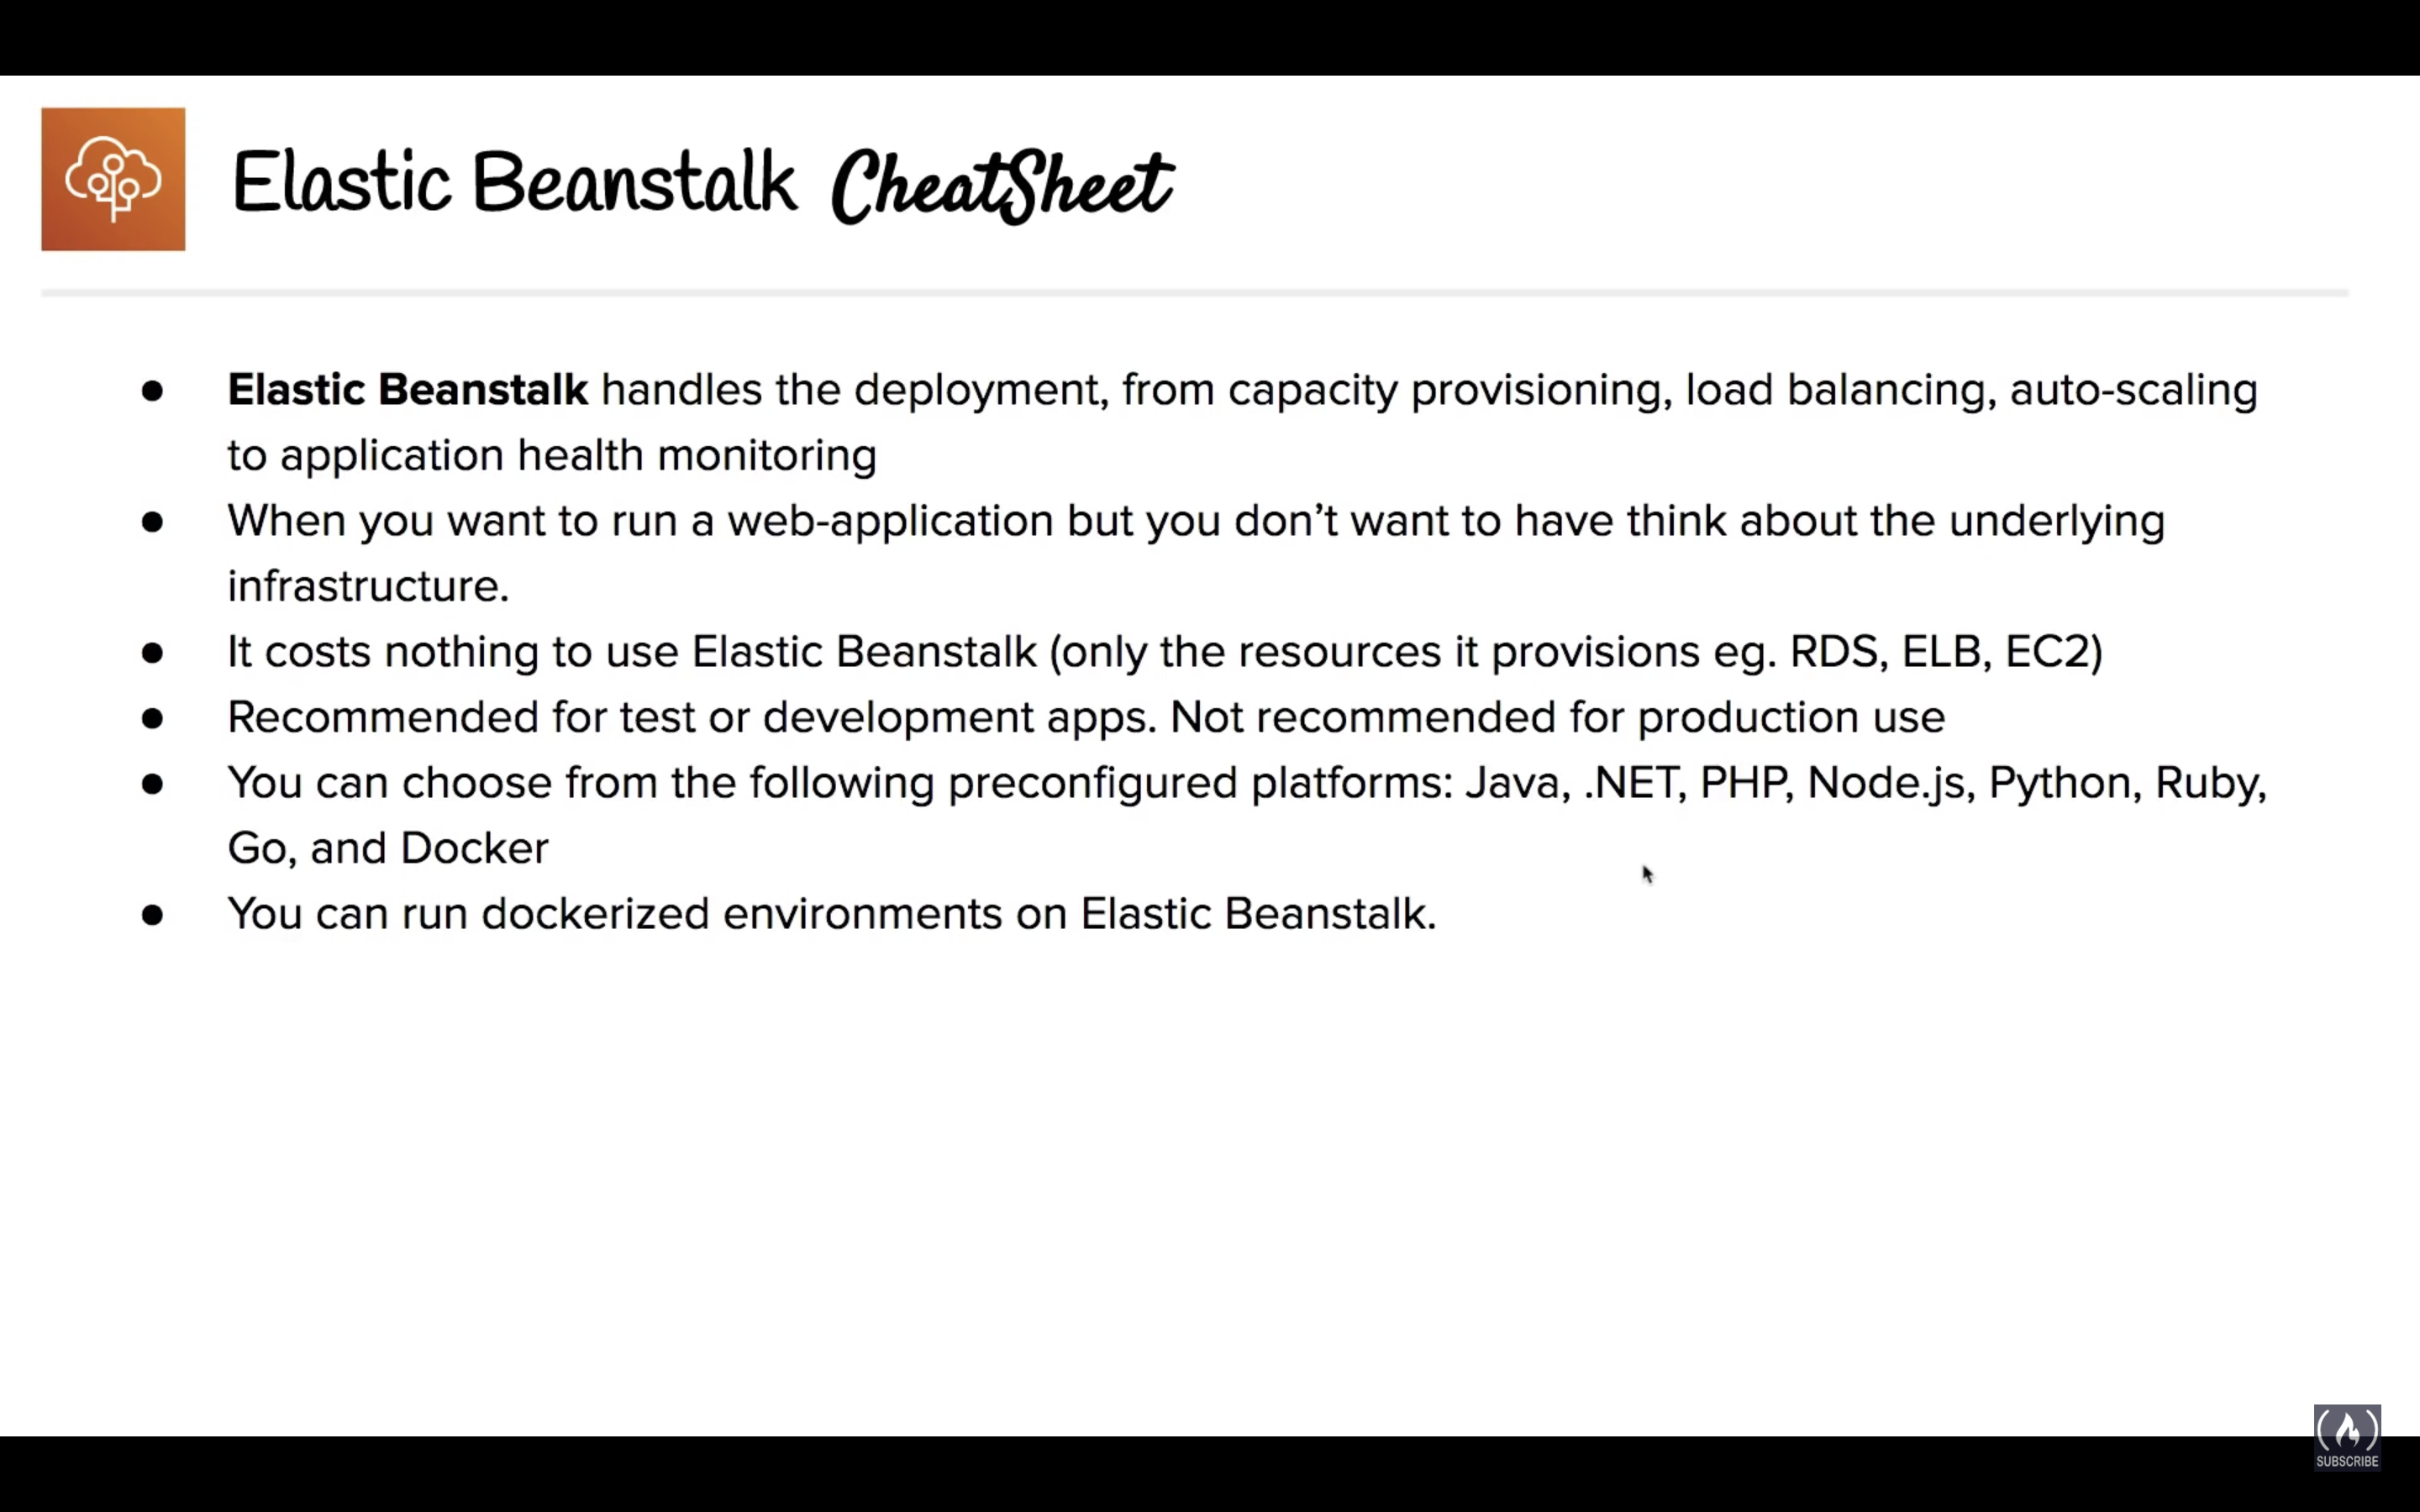 Elastic Beanstalk CheatSheet
● Elastic Beanstalk handles the deployment, from capacity provisioning, load balancing, auto-scaling
to application health monitoring
● When you want to run a web-application but you don’t want to have think about the underlying
infrastructure.
● It costs nothing to use Elastic Beanstalk (only the resources it provisions eg. RDS, ELB, EC2)
● Recommended for test or development apps. Not recommended for production use
● You can choose from the following preconfigured platforms: Java, .NET, PHP, Node.js, Python, Ruby,
Go, and Docker
● You can run dockerized environments on Elastic Beanstalk.
SUBSCRIBE